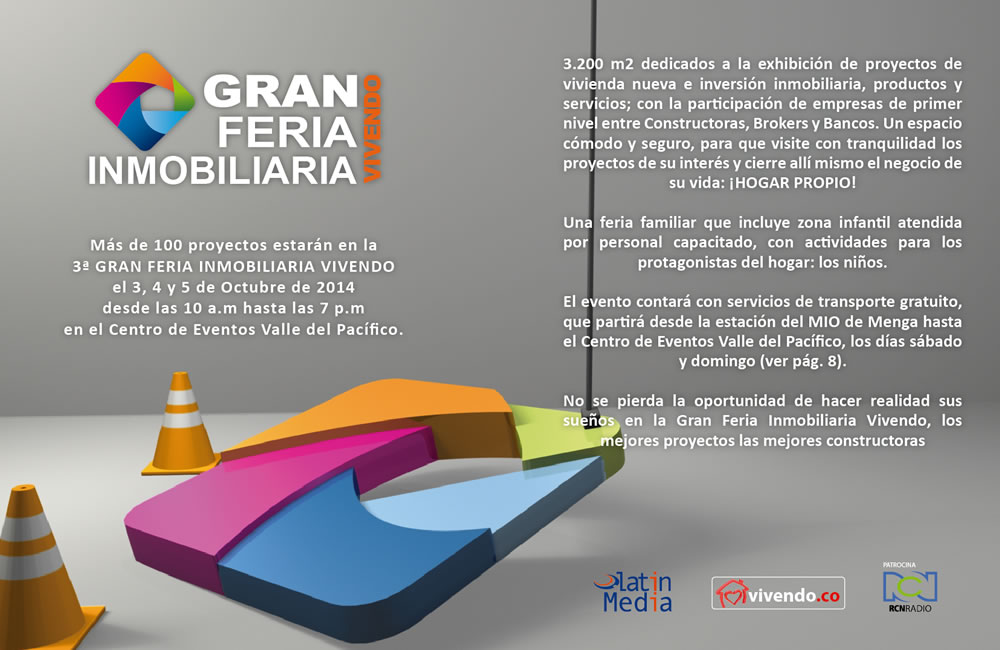 GRAN
FERIA
INMOBILIARIA
VIVENDO
Más de 100 proyectos estarán en la
3ª GRAN FERIA INMOBILIARIA VIVENDO
el 3, 4 y 5 de Octubre de 2014
desde las 10 a.m hasta las 7 p.m
en el Centro de Eventos Valle del Pacífico.
3.200 m2 dedicados a la exhibición de proyectos de
vivienda nueva e inversión inmobiliaria, productos y
servicios; con la participación de empresas de primer
nivel entre Constructoras, Brokers y Bancos. Un espacio
cómodo y seguro, para que visite con tranquilidad los
proyectos de su interés y cierre allí mismo el negocio de
su vida: ¡HOGAR PROPIO!
Una feria familiar que incluye zona infantil atendida
por personal capacitado, con actividades para los
protagonistas del hogar: los niños.
El evento contará con servicios de transporte gratuito,
que partirá desde la estación del MIO de Menga hasta
el Centro de Eventos Valle del Pacífico, los días sábado
y domingo (ver pág. 8).
No se pierda la oportunidad de hacer realidad sus
sueños en la Gran Feria Inmobiliaria Vivendo, los
mejores proyectos las mejores constructoras
latin
Media
vivendo.co
PATROCINA
RCN
RCNRADIO